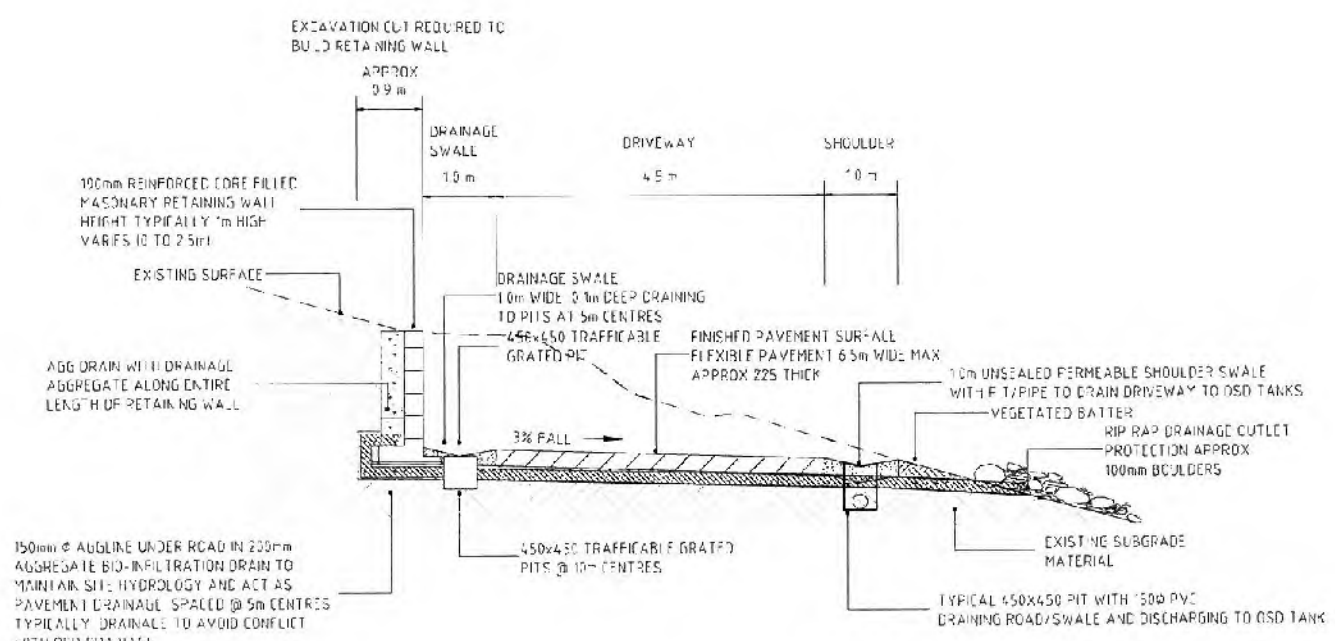 EXCAVATION CUT REQUIRED TO
BUILD RETAINING WALL
APPROX
0.9 m
DRAINAGE
SWALE
1.0 m
DRIVEWAY
4.5 m
SHOULDER
1.0 m
190mm REINFORCED CORE FILLED
MASONARY RETAINING WALL
HEIGHT TYPICALLY 1m HIGH
VARIES (0 TO 2.5m)
EXISTING SURFACE
DRAINAGE SWALE
1.0m WIDE 0.1m DEEP DRAINING
TO PITS AT 5m CENTRES
450x450 TRAFFICABLE
GRATED PIT
FINISHED PAVEMENT SURFACE
FLEXIBLE PAVEMENT 6.5m WIDE MAX
APPROX 225 THICK
1.0m UNSEALED PERMEABLE SHOULDER SWALE
WITH PIT/PIPE TO DRAIN DRIVEWAY TO OSD TANKS
VEGETATED BATTER
RIP RAP DRAINAGE OUTLET
PROTECTION APPROX
100mm BOULDERS
AGG DRAIN WITH DRAINAGE
AGGREGATE ALONG ENTIRE
LENGTH OF RETAINING WALL
3% FALL
150mm φ AGGLINE UNDER ROAD IN 200mm
AGGREGATE BIO-INFILTRATION DRAIN TO
MAINTAIN SITE HYDROLOGY AND ACT AS
PAVEMENT DRAINAGE SPACED @ 5m CENTRES
TYPICALLY. DRAINAGE TO AVOID CONFLICT
450x450 TRAFFICABLE GRATED
PITS @ 10m CENTRES
EXISTING SUBGRADE
MATERIAL
TYPICAL 450X450 PIT WITH 150φ PVC
DRAINING ROAD/SWALE AND DISCHARGING TO OSD TANK